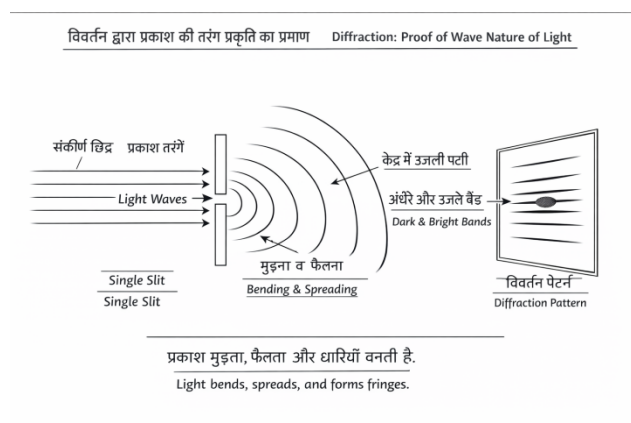 विवर्तन द्वारा प्रकाश की तरंग प्रकृति का प्रमाण Diffraction: Proof of Wave Nature of Light
संकीर्ण छिद्र प्रकाश तरंगें
Light Waves
केद्र में उजली पटाी
अंधेरे और उजले बैंड
Dark & Bright Bands
मुड़ना व फैलना
Bending & Spreading
Single Slit
Single Slit
विवर्तन पेटर्न
Diffraction Pattern
प्रकाश मुड़ता, फैलता और धारियाँ वनती है.
Light bends, spreads, and forms fringes.